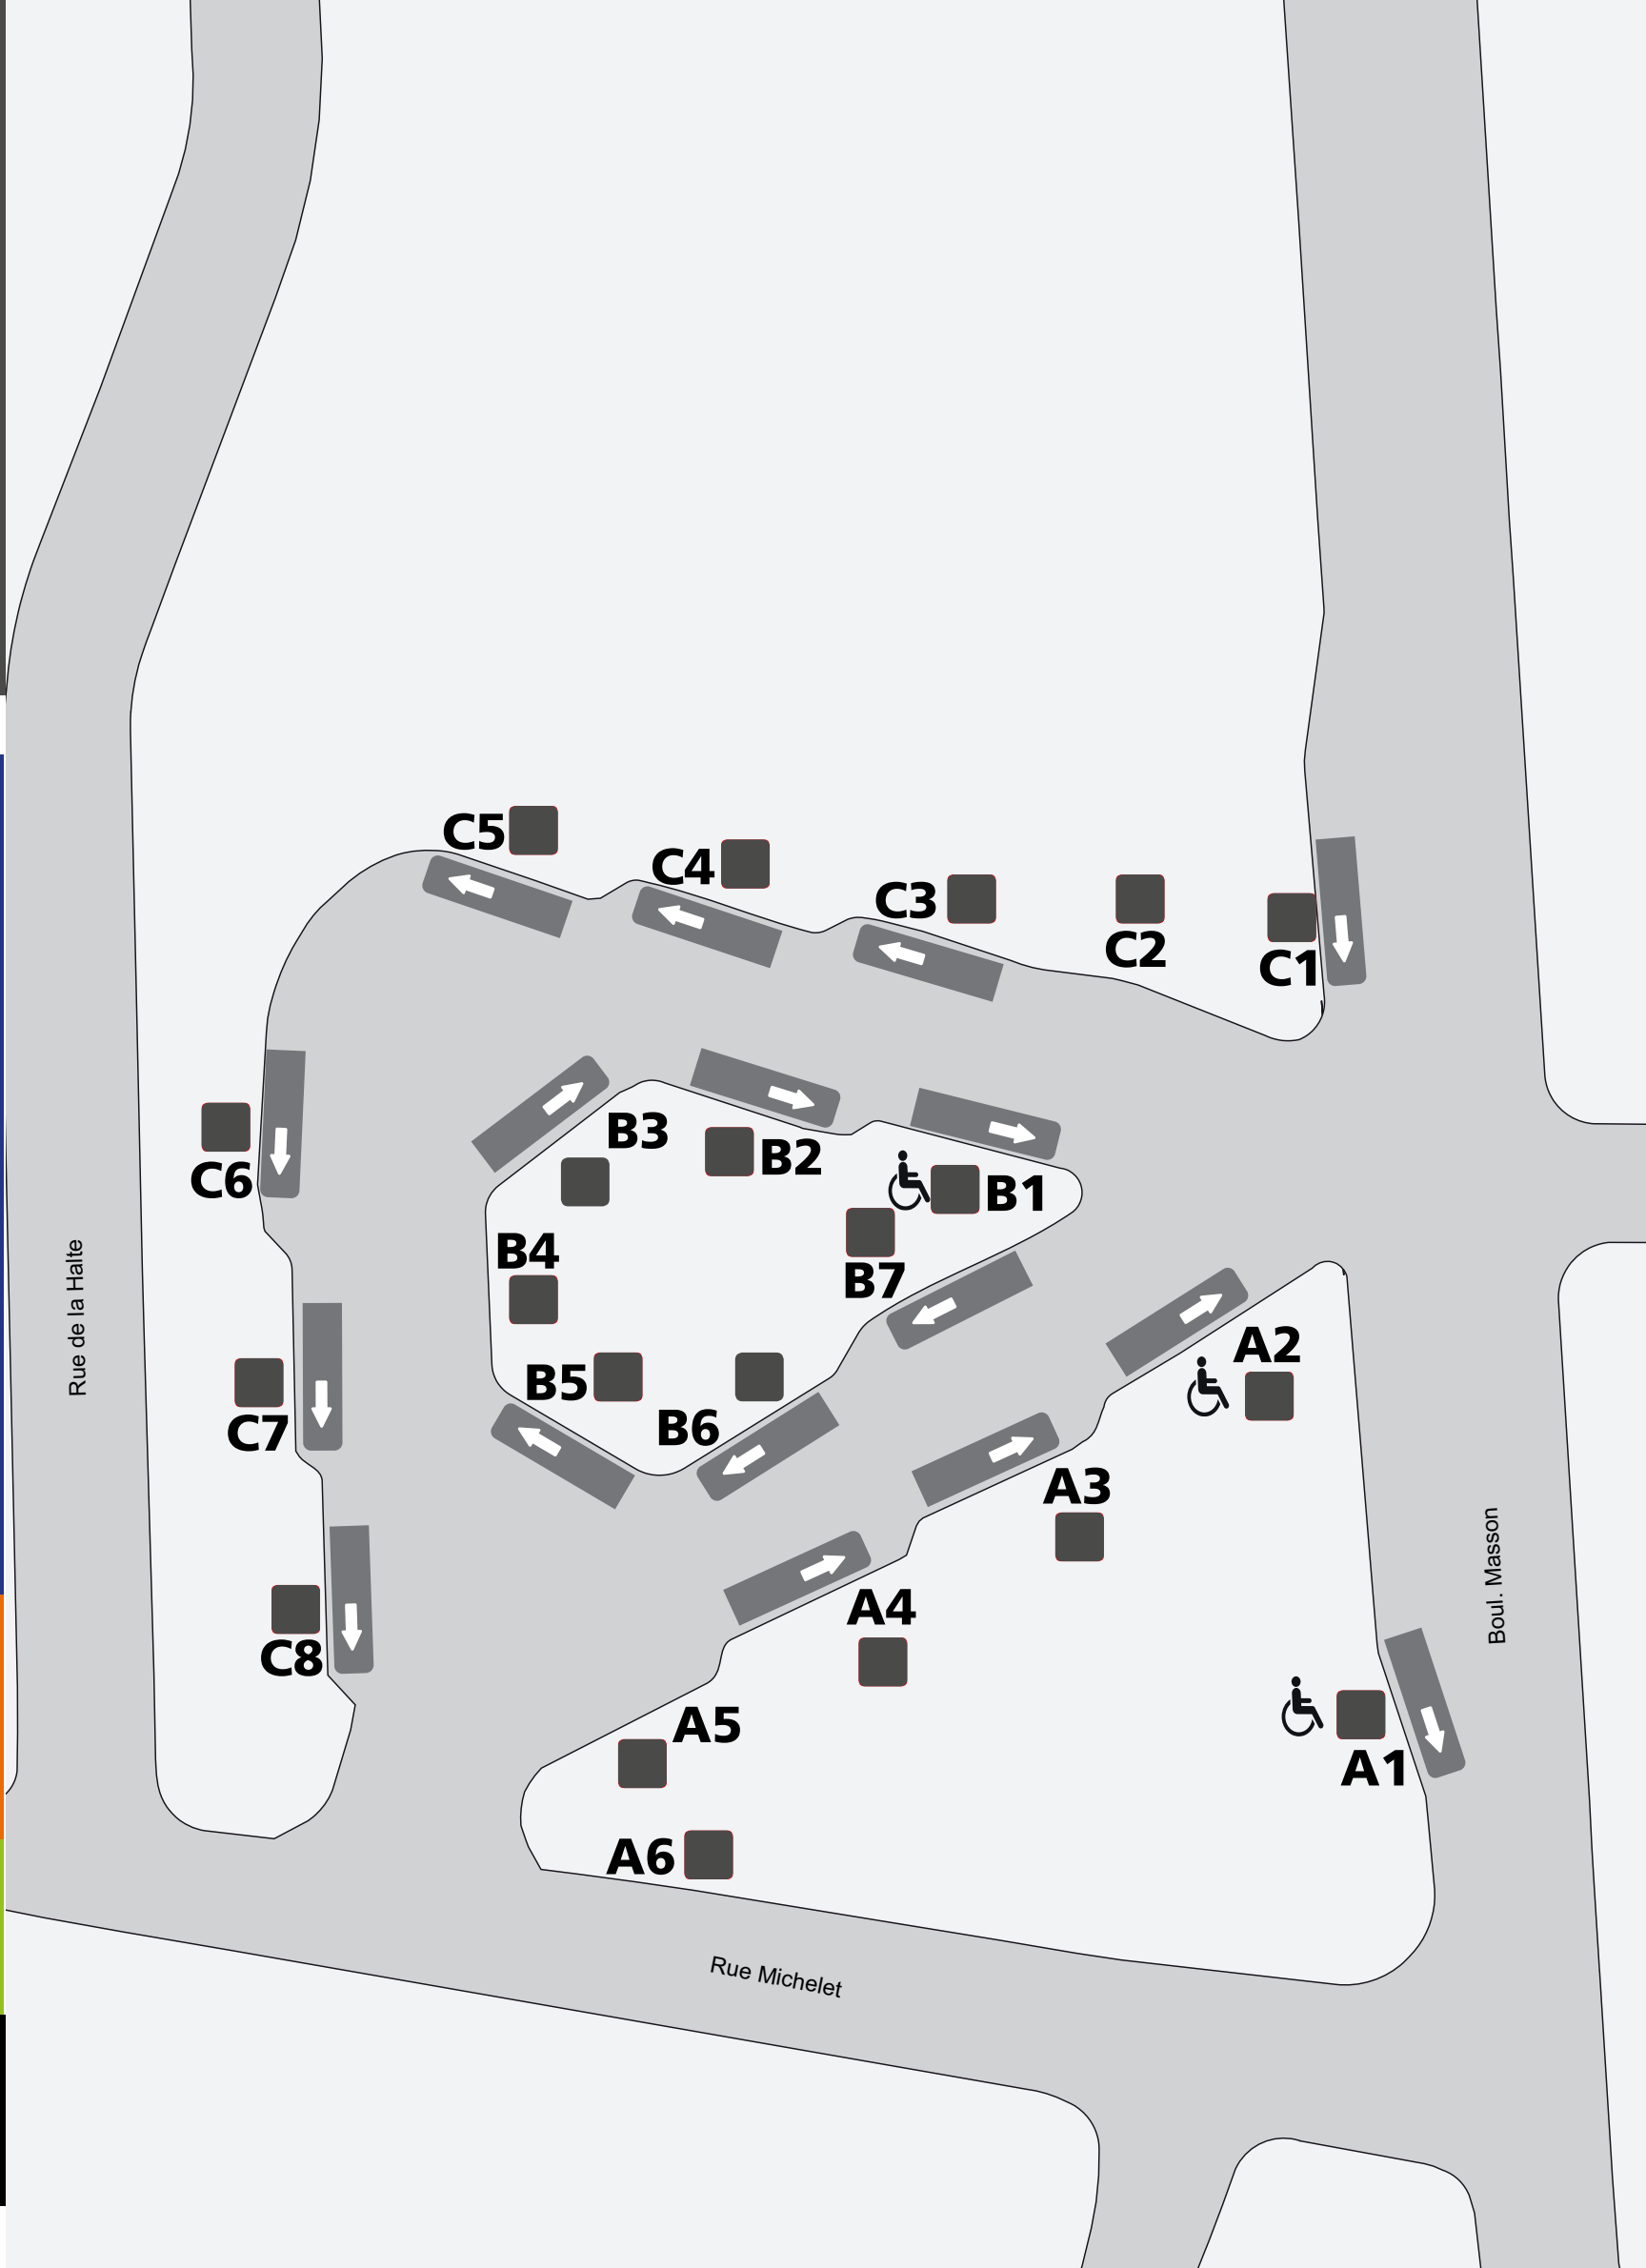 C5
C4
C3
C2
C1
B3
B2
C6
B1
B4
B7
Rue de la Halte
A2
B5
C7
B6
A3
Boul. Masson
A4
C8
A5
A1
A6
Rue Michelet